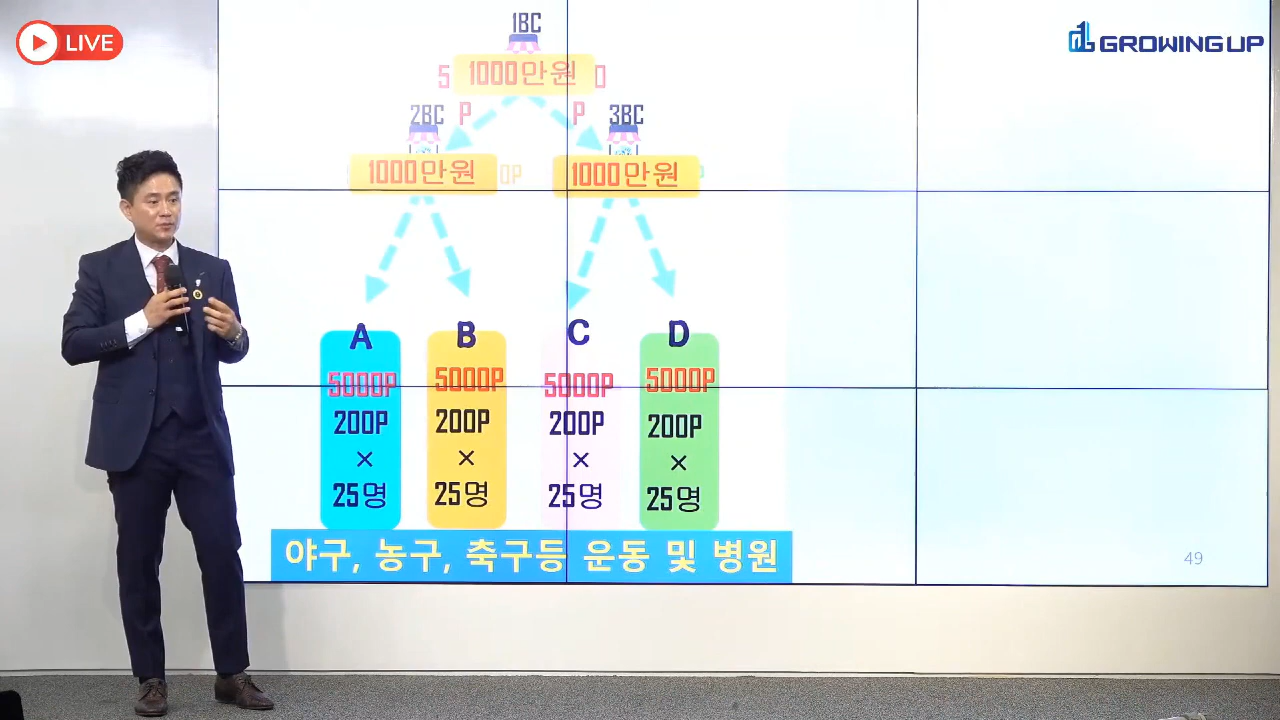 LIVE
GROWING UP
1BC
1000만원
2BC
P
P
3BC
1000만원
1000만원
A
B
C
D
5000P
5000P
5000P
5000P
200P
200P
200P
200P
×
×
×
×
25명
25명
25명
25명
야구, 농구, 축구등 운동 및 병원
49